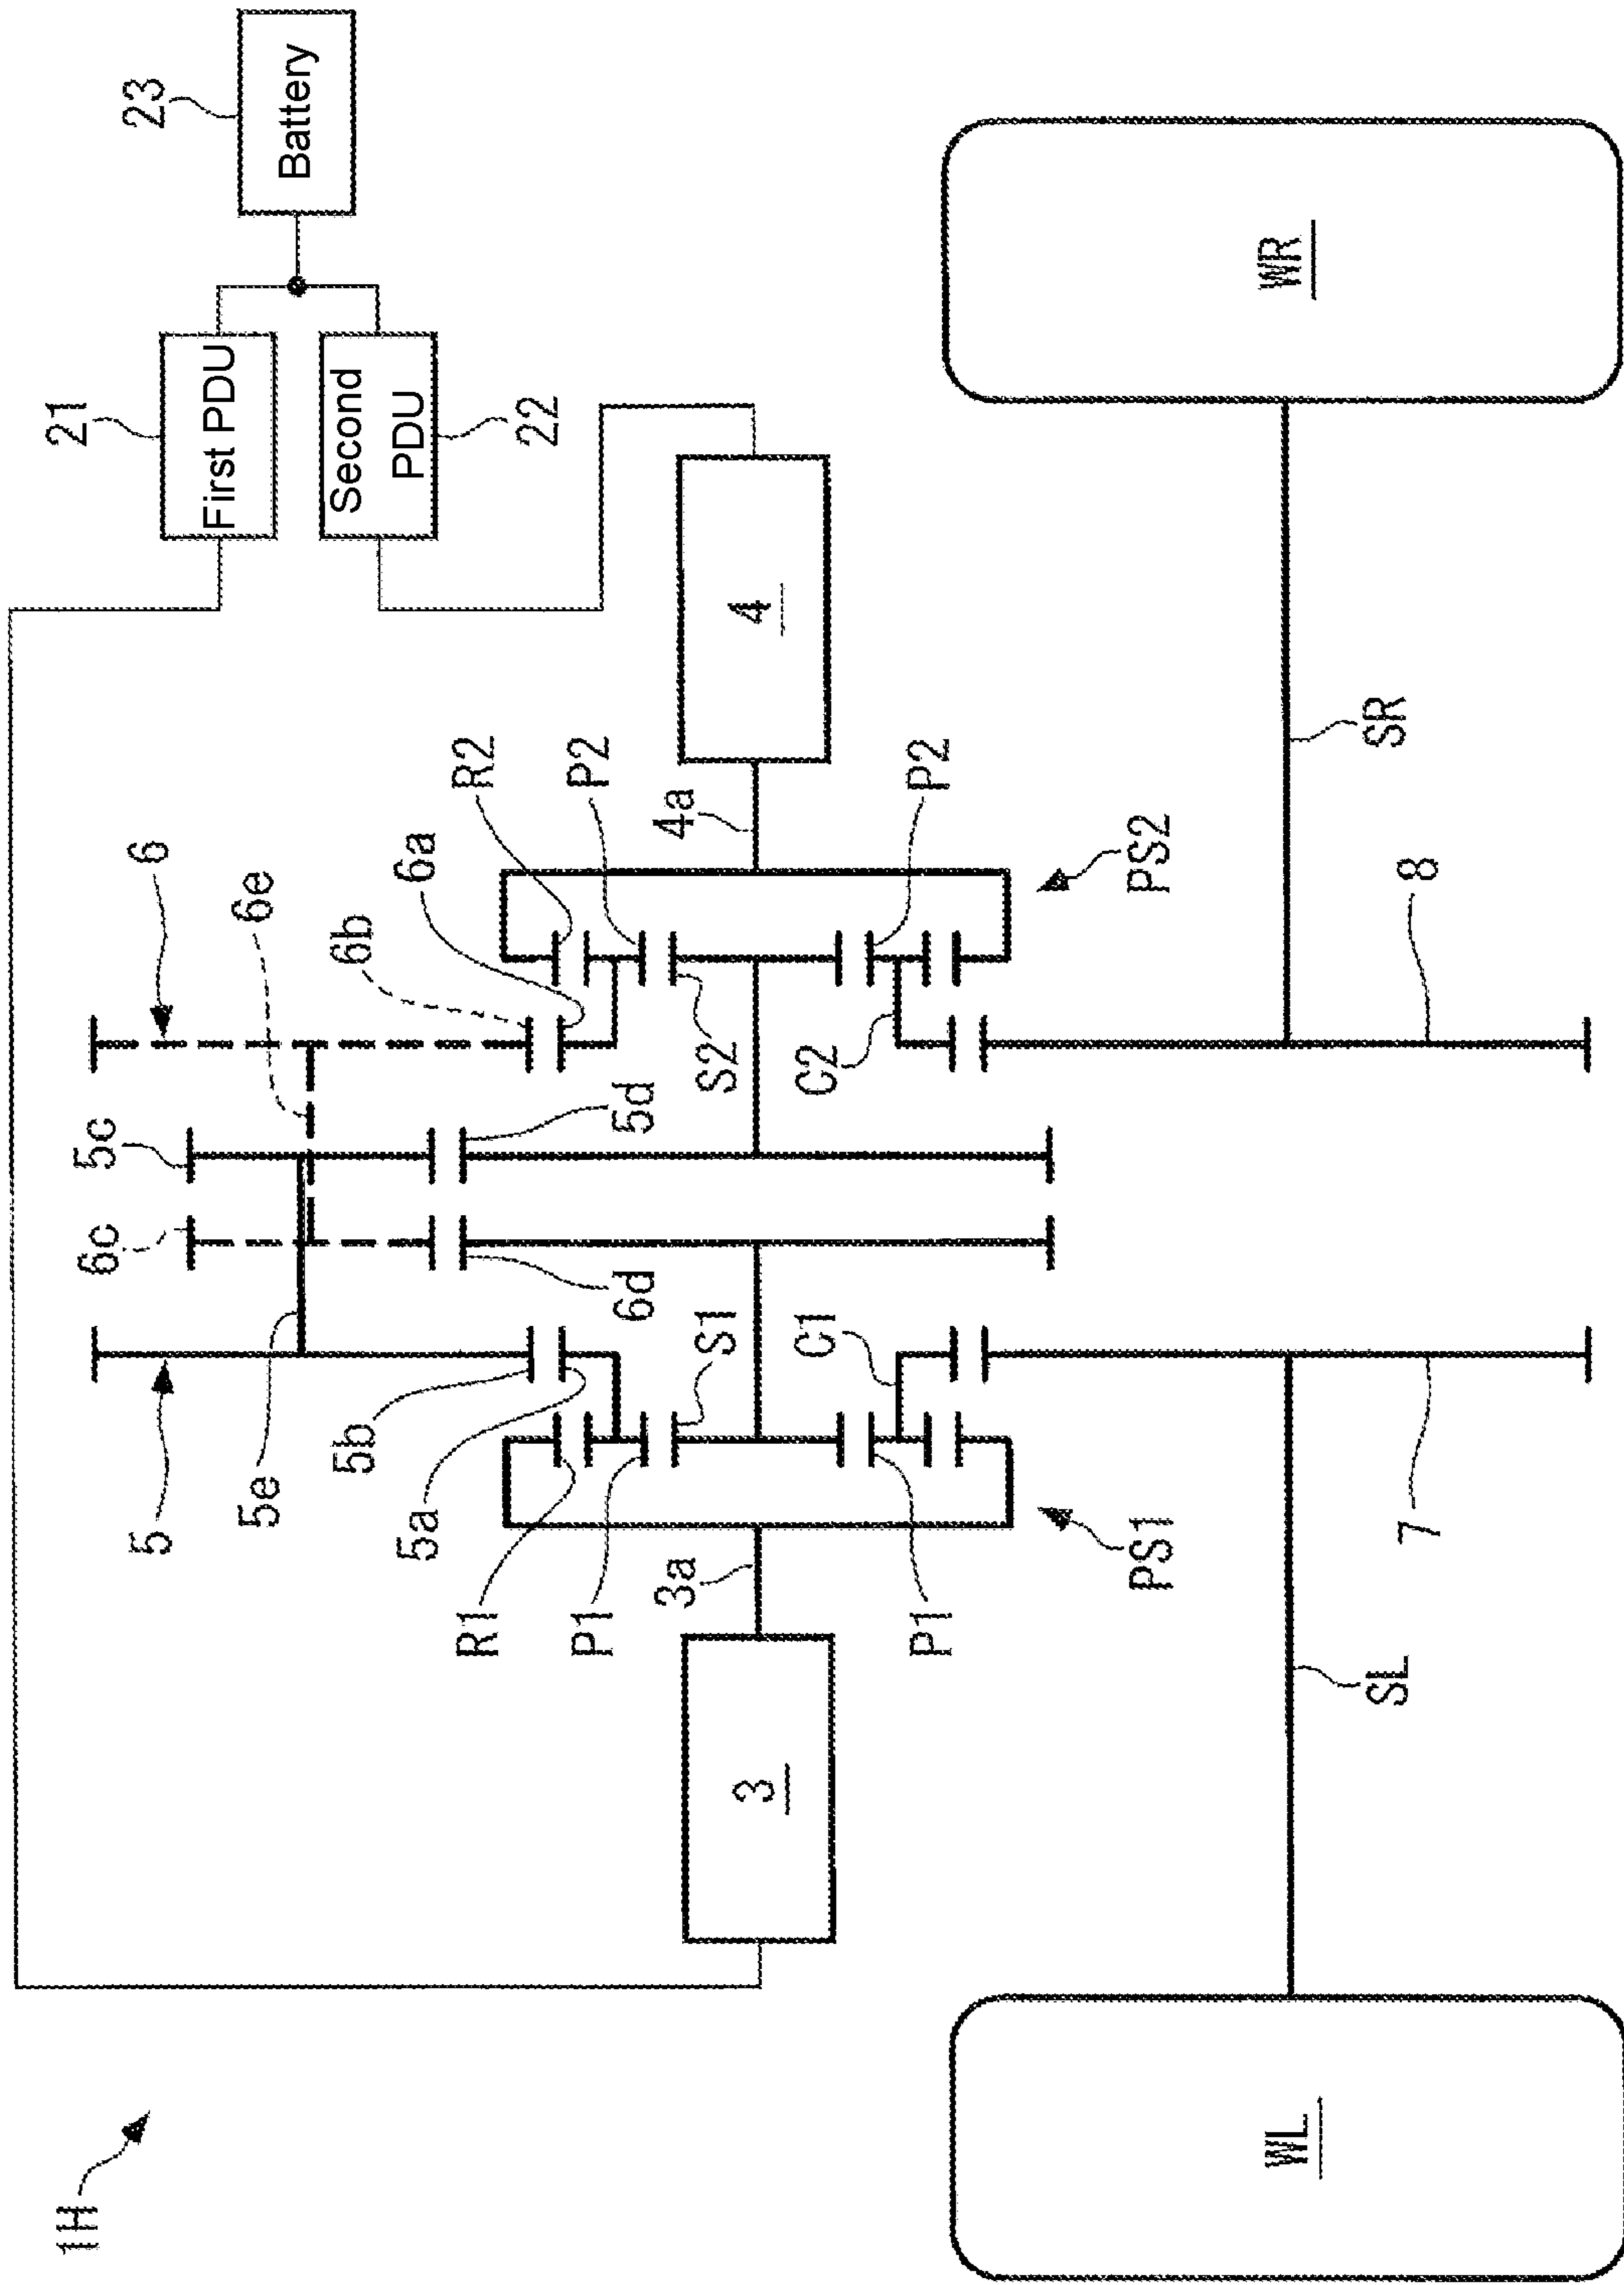 1H
21
23
5c
6c
5
6
First PDU
5e
6e
Battery
5b
6b
Second
PDU
5a
6a
22
R1
R2
P1
P2
6d
5d
3a
4a
S1
S2
3
4
C1
C2
P1
P2
PS1
PS2
WL
WR
SL
SR
7
8